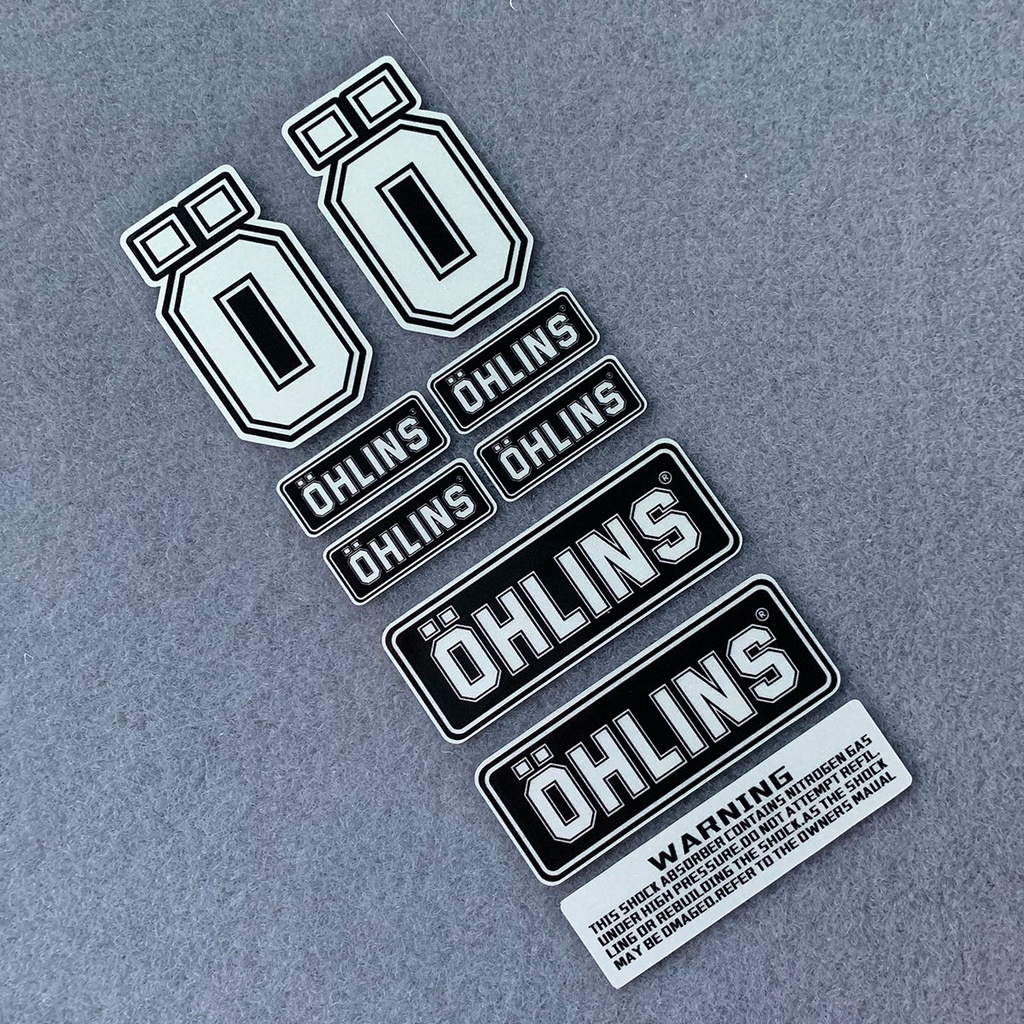 Ö
Ö
ÖHLINS
ÖHLINS
ÖHLINS
ÖHLINS
ÖHLINS®
ÖHLINS®
WARNING
THIS SHOCK ABSORBER CONTAINS NITROGEN GAS
UNDER HIGH PRESSURE.DO NOT ATTEMPT REFIL.
LING OR REBUILDING THE SHOCK.AS THE SHOCK
MAY BE DMAGED.REFER TO THE OWNERS MAUAL